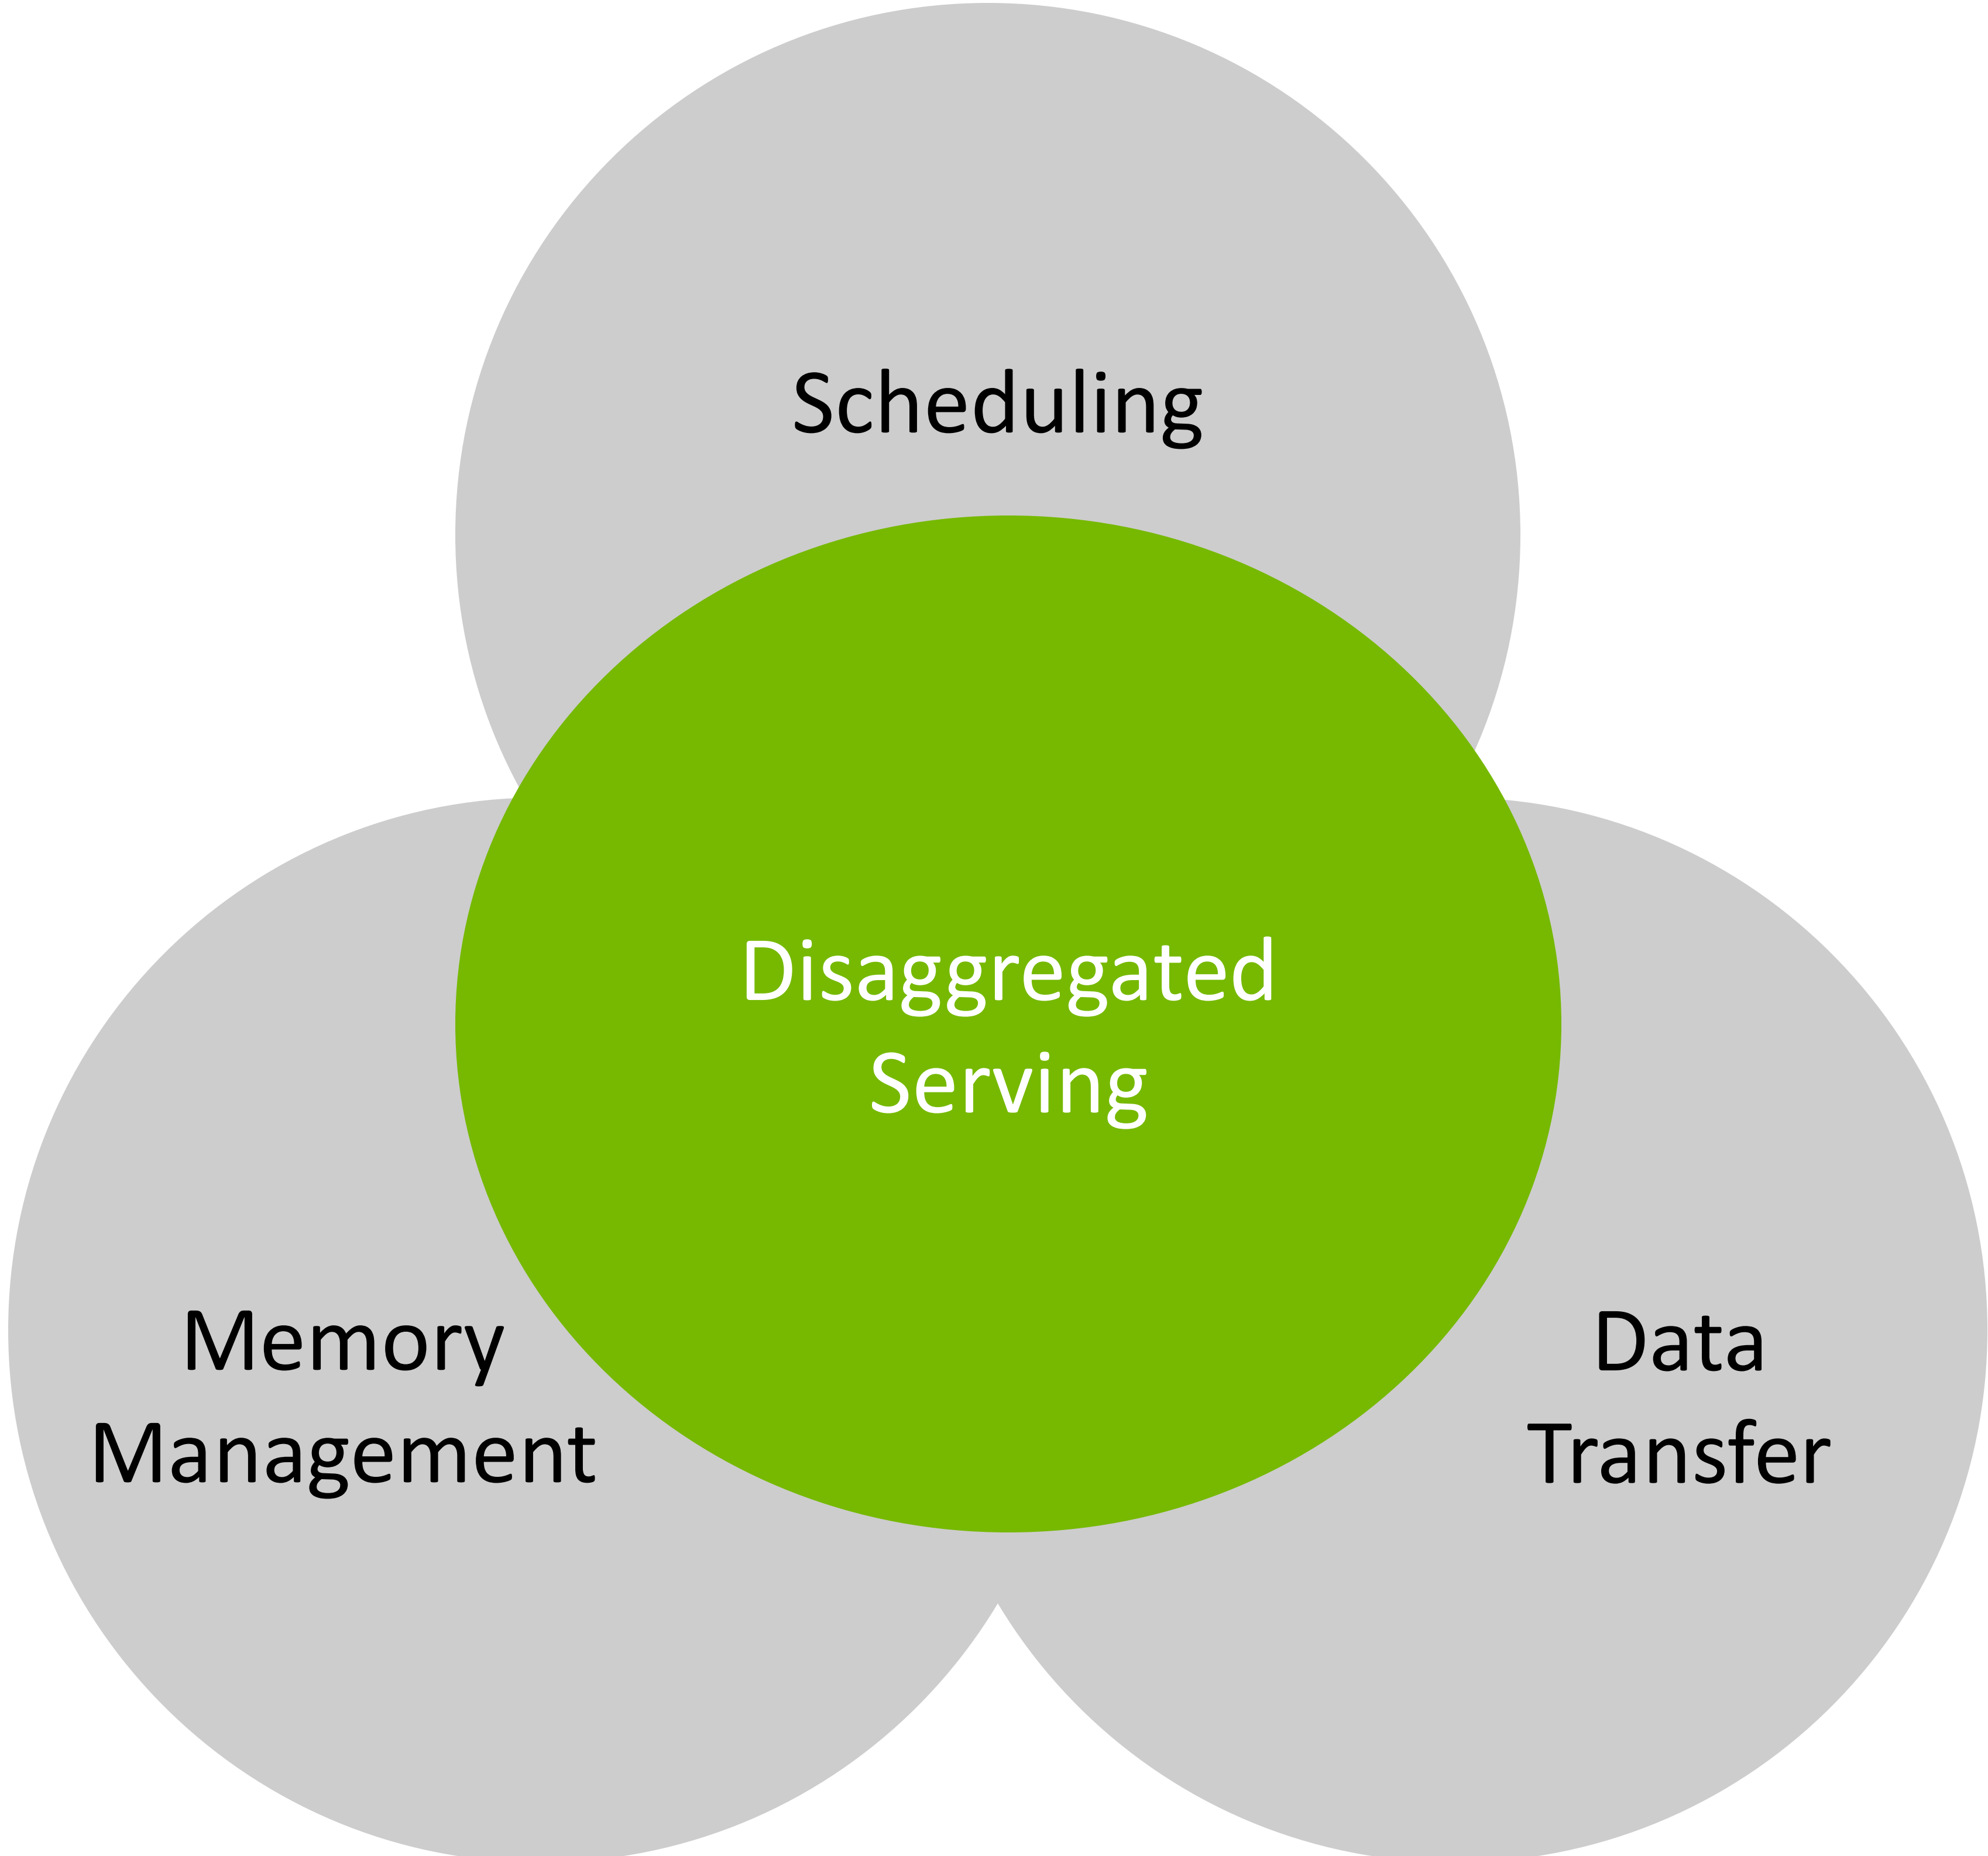 Scheduling
Disaggregated
Serving
Memory
Management
Data
Transfer